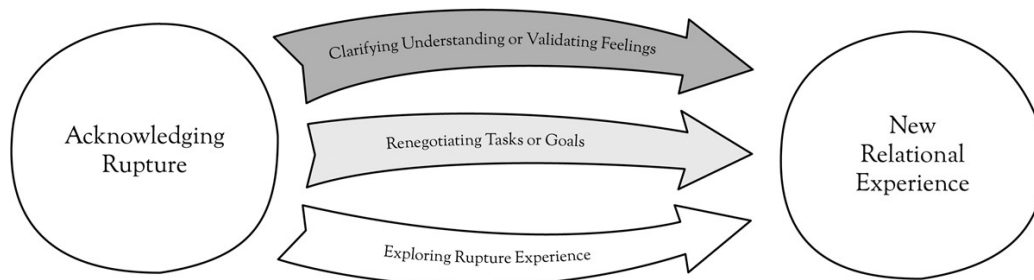 Acknowledging
Rupture
Clarifying Understanding or Validating Feelings
Renegotiating Tasks or Goals
Exploring Rupture Experience
New
Relational
Experience